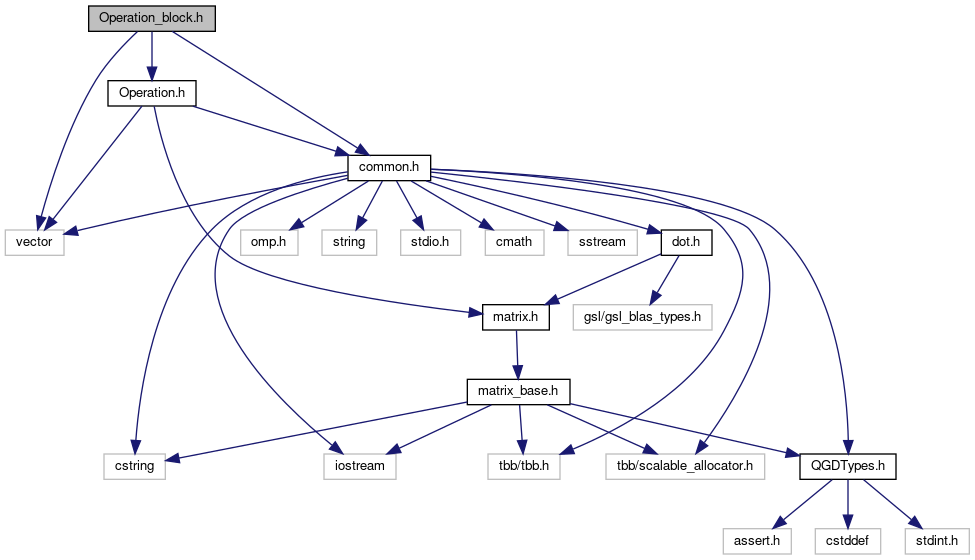 Operation_block.h
Operation.h
common.h
vector
omp.h
string
stdio.h
cmath
sstream
dot.h
matrix.h
gsl/gsl_blas_types.h
matrix_base.h
cstring
iostream
tbb/tbb.h
tbb/scalable_allocator.h
QGDTypes.h
assert.h
cstddef
stdint.h